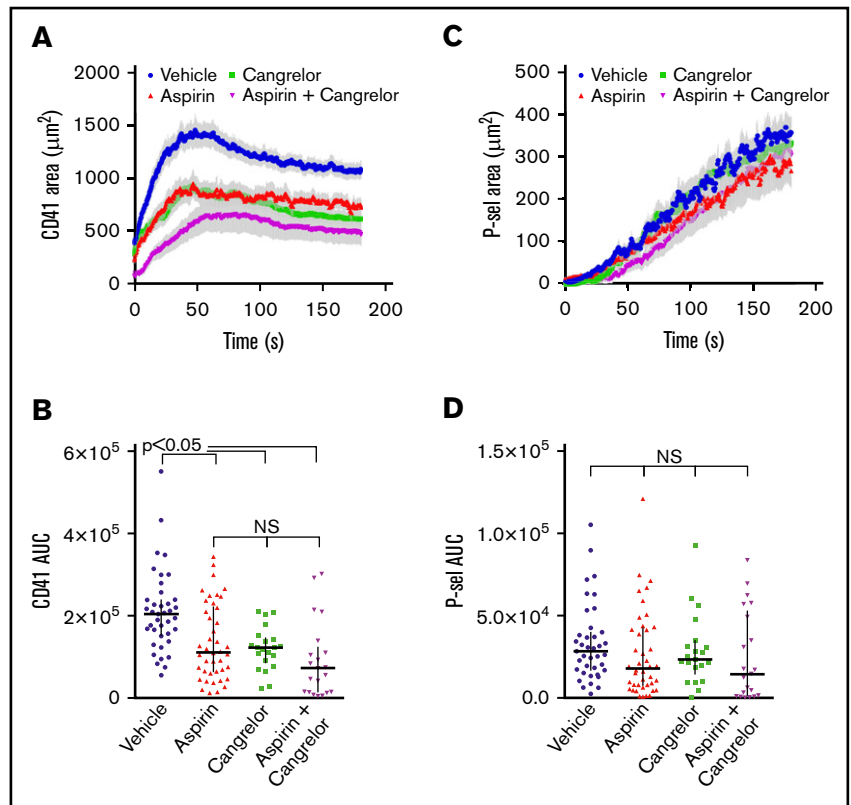 A
CD41 area (μm²)
2000
1500
1000
500
0
Vehicle
Cangrelor
Aspirin
Aspirin + Cangrelor
0 50 100 150 200
Time (s)
C
P-sel area (μm²)
500
400
300
200
100
0
Vehicle
Cangrelor
Aspirin
Aspirin + Cangrelor
0 50 100 150 200
Time (s)
B
CD41 AUC
6×10⁵
4×10⁵
2×10⁵
0
p<0.05
NS
Vehicle
Aspirin
Cangrelor
Aspirin +
Cangrelor
D
P-sel AUC
1.5×10⁵
1.0×10⁵
5.0×10⁴
0.0
NS
Vehicle
Aspirin
Cangrelor
Aspirin +
Cangrelor